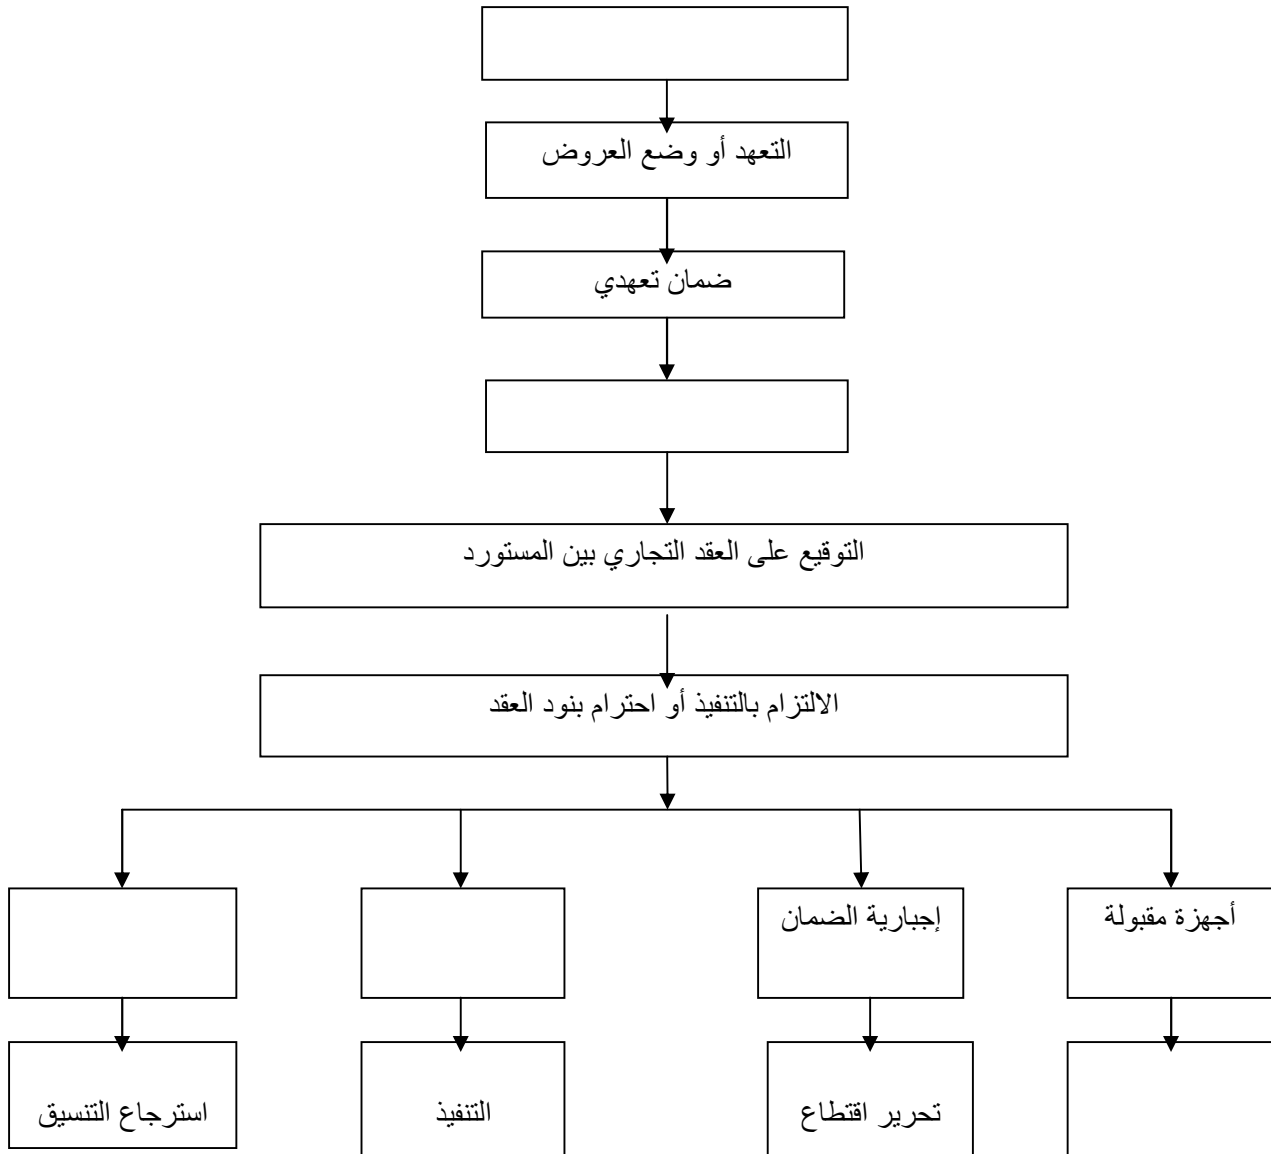 التعهد أو وضع العروض
ضمان تعهدي
التوقيع على العقد التجاري بين المستورد
الالتزام بالتنفيذ أو احترام بنود العقد
أجهزة مقبولة
إجبارية الضمان
تحرير اقتطاع
التنفيذ
استرجاع التنسيق